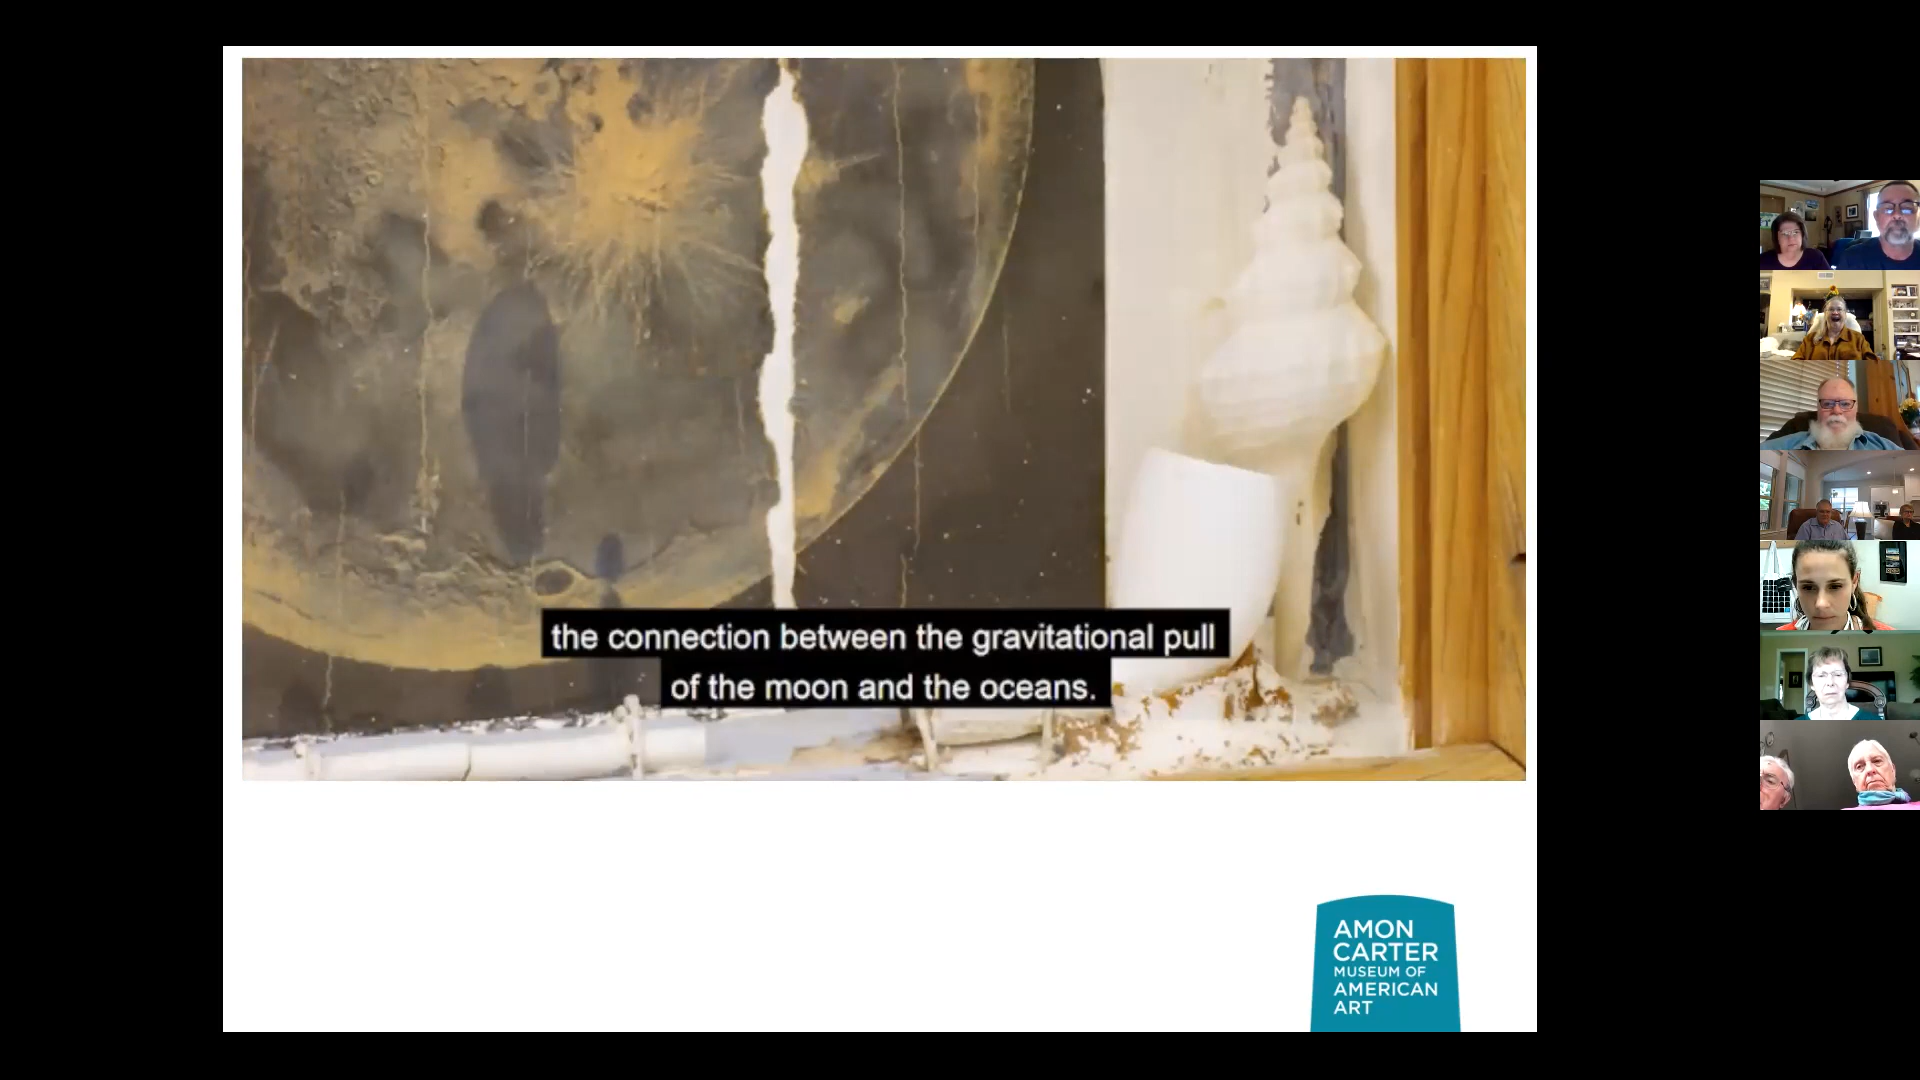 the connection between the gravitational pull
of the moon and the oceans.
AMON
CARTER
MUSEUM OF
AMERICAN
ART